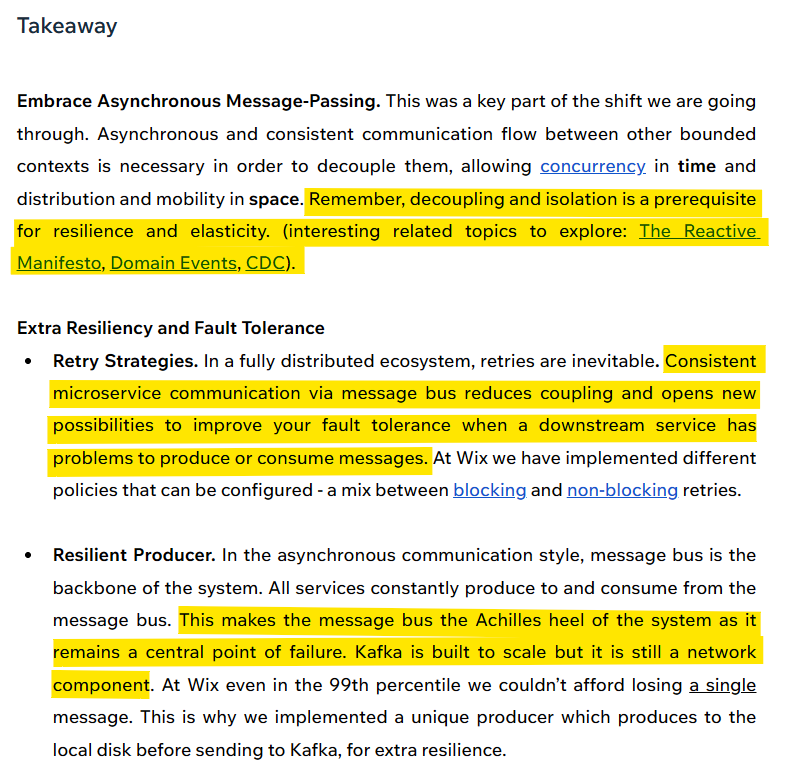 Takeaway
Embrace Asynchronous Message-Passing. This was a key part of the shift we are going
through. Asynchronous and consistent communication flow between other bounded
contexts is necessary in order to decouple them, allowing concurrency in time and
distribution and mobility in space. Remember, decoupling and isolation is a prerequisite
for resilience and elasticity. (interesting related topics to explore: The Reactive
Manifesto, Domain Events, CDC).
Extra Resiliency and Fault Tolerance
• Retry Strategies. In a fully distributed ecosystem, retries are inevitable. Consistent
microservice communication via message bus reduces coupling and opens new
possibilities to improve your fault tolerance when a downstream service has
problems to produce or consume messages. At Wix we have implemented different
policies that can be configured - a mix between blocking and non-blocking retries.
• Resilient Producer. In the asynchronous communication style, message bus is the
backbone of the system. All services constantly produce to and consume from the
message bus. This makes the message bus the Achilles heel of the system as it
remains a central point of failure. Kafka is built to scale but it is still a network
component. At Wix even in the 99th percentile we couldn’t afford losing a single
message. This is why we implemented a unique producer which produces to the
local disk before sending to Kafka, for extra resilience.